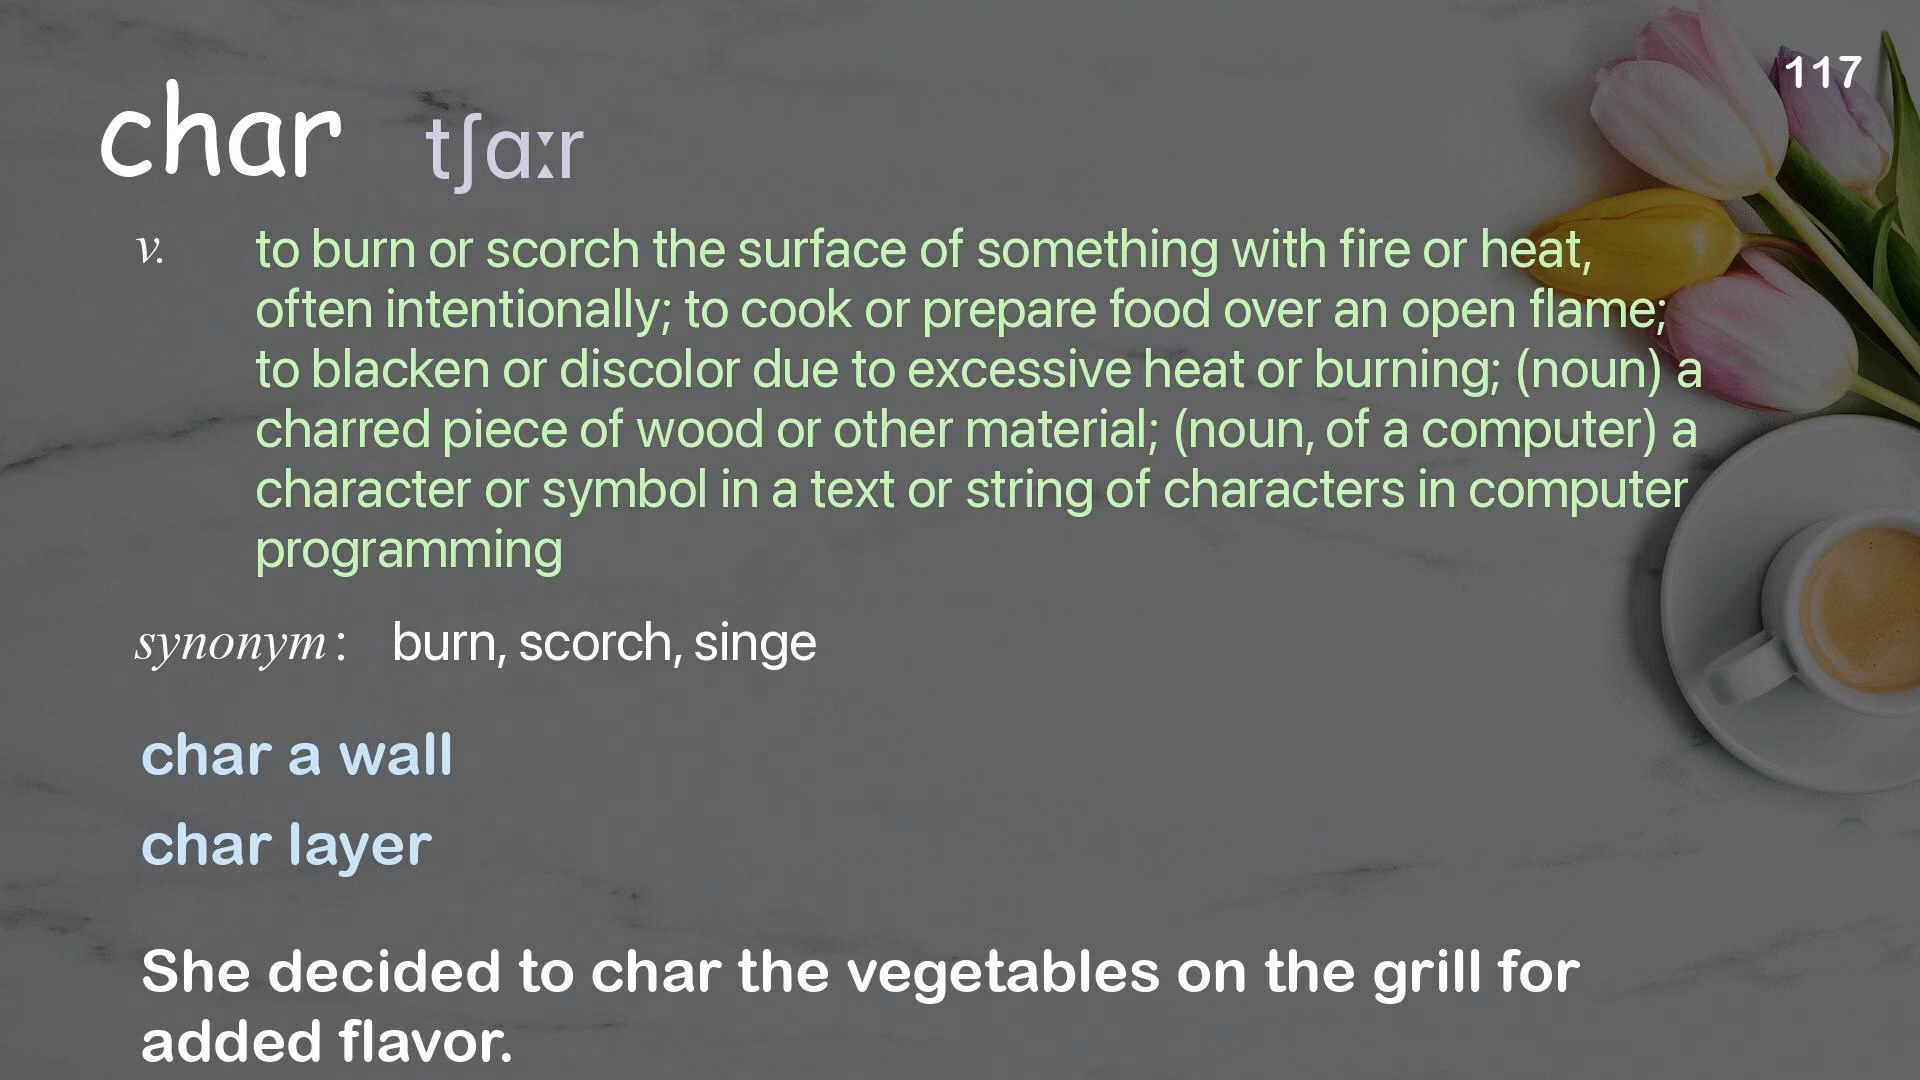 117
char tʃɑːr
v. to burn or scorch the surface of something with fire or heat,
often intentionally; to cook or prepare food over an open flame;
to blacken or discolor due to excessive heat or burning; (noun) a
charred piece of wood or other material; (noun, of a computer) a
character or symbol in a text or string of characters in computer
programming
synonym: burn, scorch, singe
char a wall
char layer
She decided to char the vegetables on the grill for
added flavor.